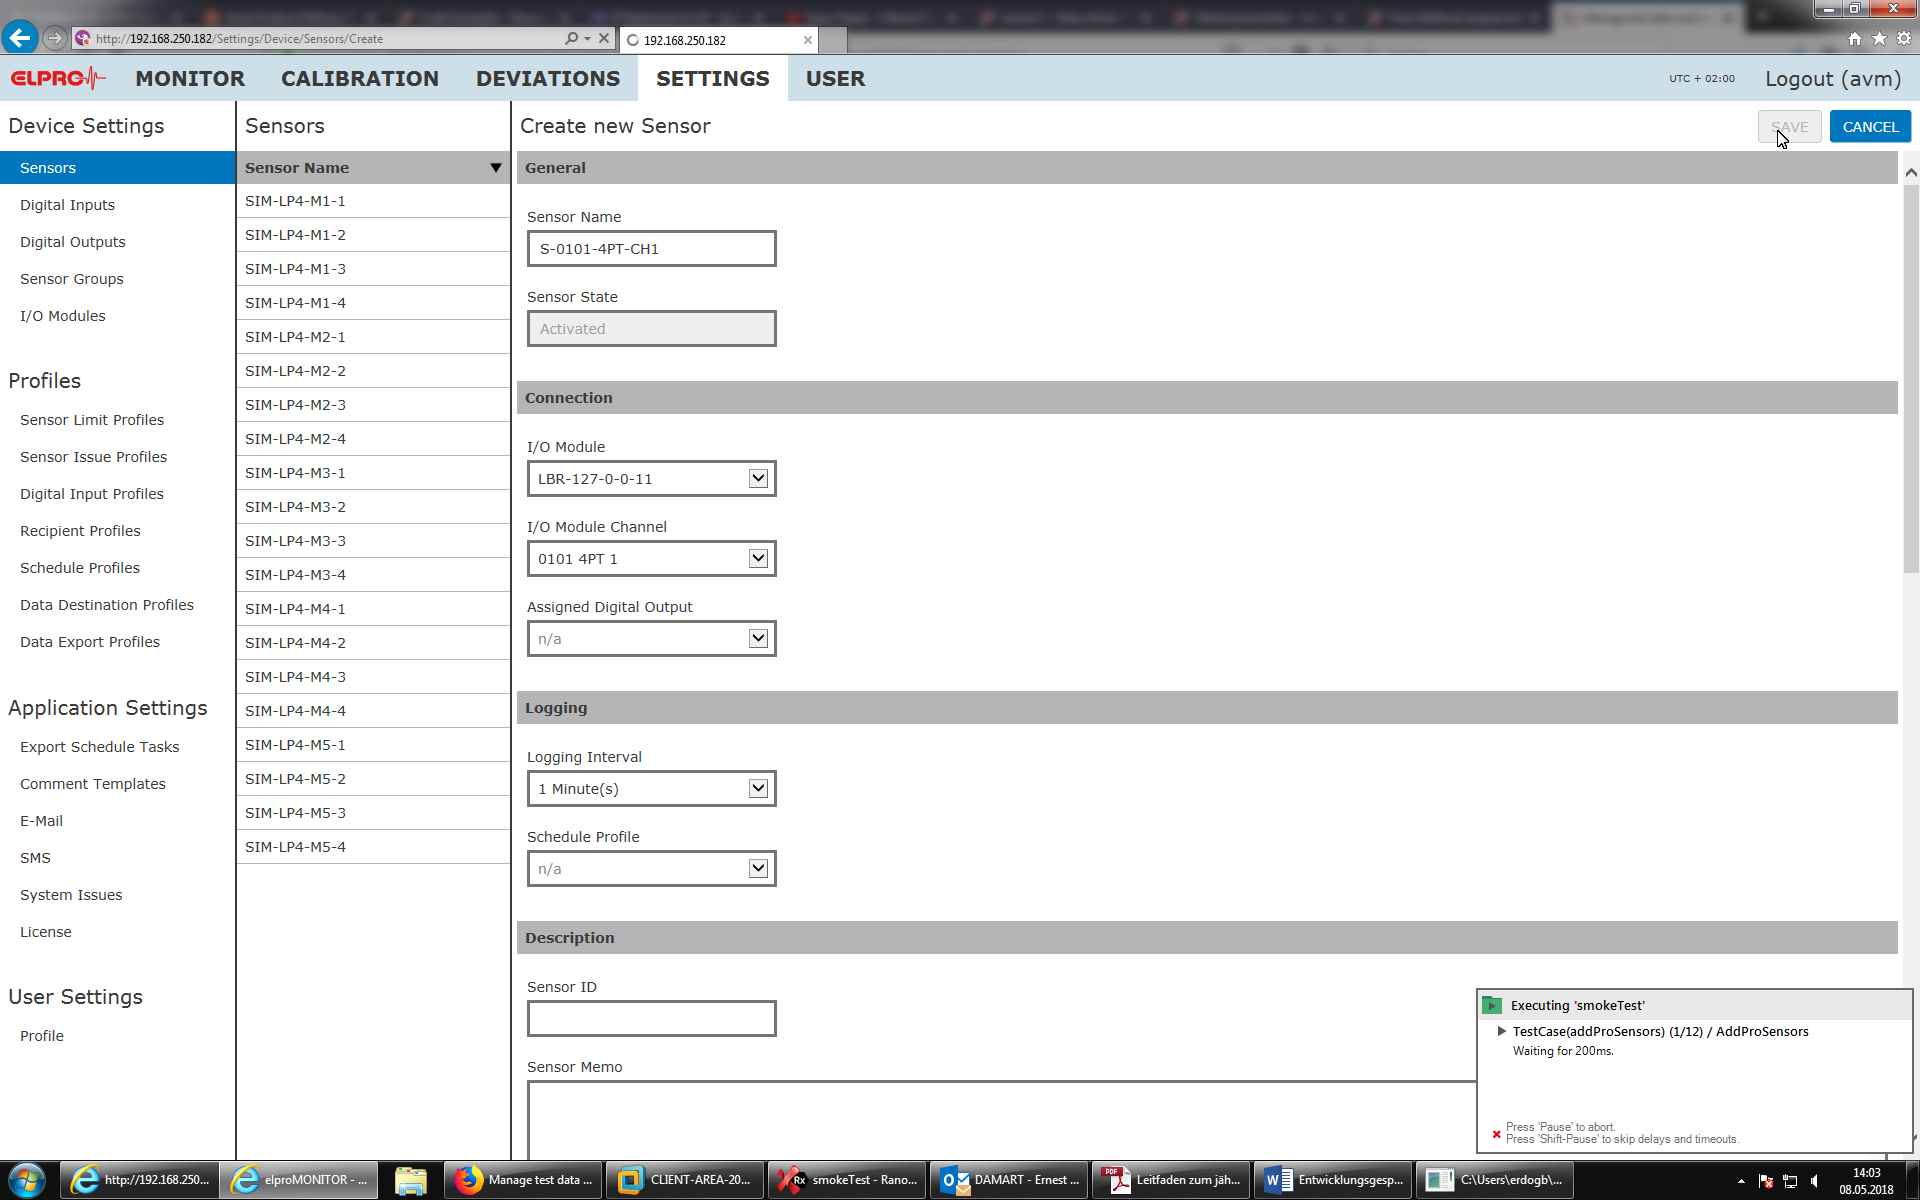 http://192.168.250.182/Settings/Device/Sensors/Create
192.168.250.182
ELPRO
MONITOR
CALIBRATION
DEVIATIONS
SETTINGS
USER
UTC + 02:00
Logout (avm)
Device Settings
Sensors
Digital Inputs
Digital Outputs
Sensor Groups
I/O Modules
Profiles
Sensor Limit Profiles
Sensor Issue Profiles
Digital Input Profiles
Recipient Profiles
Schedule Profiles
Data Destination Profiles
Data Export Profiles
Application Settings
Export Schedule Tasks
Comment Templates
E-Mail
SMS
System Issues
License
User Settings
Profile
Sensors
Sensor Name
SIM-LP4-M1-1
SIM-LP4-M1-2
SIM-LP4-M1-3
SIM-LP4-M1-4
SIM-LP4-M2-1
SIM-LP4-M2-2
SIM-LP4-M2-3
SIM-LP4-M2-4
SIM-LP4-M3-1
SIM-LP4-M3-2
SIM-LP4-M3-3
SIM-LP4-M3-4
SIM-LP4-M4-1
SIM-LP4-M4-2
SIM-LP4-M4-3
SIM-LP4-M4-4
SIM-LP4-M5-1
SIM-LP4-M5-2
SIM-LP4-M5-3
SIM-LP4-M5-4
Create new Sensor
SAVE
CANCEL
General
Sensor Name
S-0101-4PT-CH1
Sensor State
Activated
Connection
I/O Module
LBR-127-0-0-11
I/O Module Channel
0101 4PT 1
Assigned Digital Output
n/a
Logging
Logging Interval
1 Minute(s)
Schedule Profile
n/a
Description
Sensor ID
Sensor Memo
Executing 'smokeTest'
TestCase(addProSensors) (1/12) / AddProSensors
Waiting for 200ms.
Press 'Pause' to abort.
Press 'Shift-Pause' to skip delays and timeouts.
http://192.168.250...
elproMONITOR - ...
Manage test data ...
CLIENT-AREA-20...
Rx
smokeTest - Rano...
DAMART - Ernest ...
PDF
Leitfaden zum jäh...
Entwicklungsgesp...
C:\Users\erdogb\...
14:03
08.05.2018